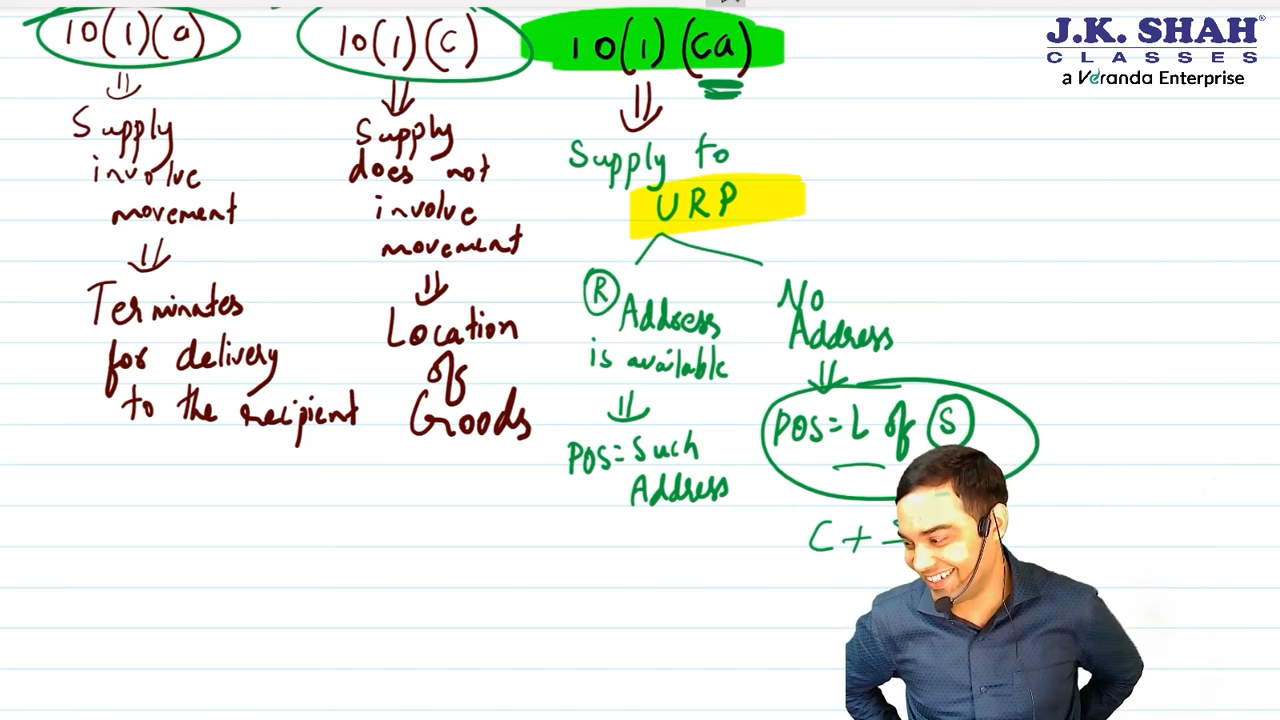 J.K. SHAH®
CLASSES
a Veranda Enterprise
10(1)(a)
Supply
involve
movement
Terminates
for delivery
to the recipient
10(1)(c)
Supply
does not
involve
movement
Location
of
Goods
10(1)(ca)
Supply to
URP
R Address
is available
POS = Such
Address
No
Address
POS = L of S
C +